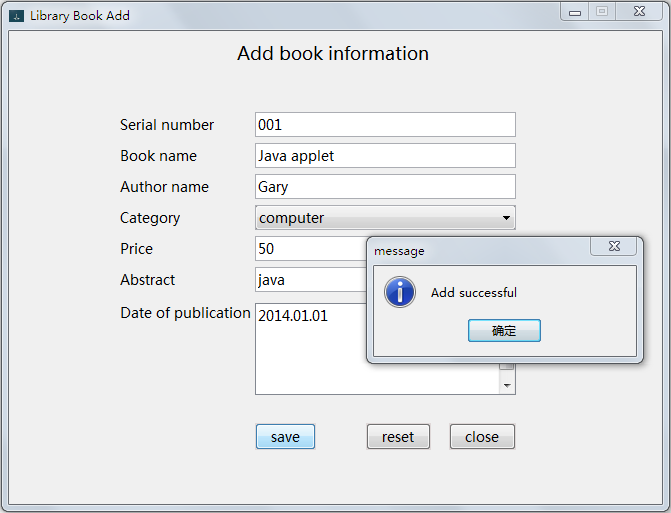 Library Book Add
Add book information
Serial number 001
Book name Java applet
Author name Gary
Category computer
Price 50
Abstract java
Date of publication 2014.01.01
message
Add successful
确定
save reset close